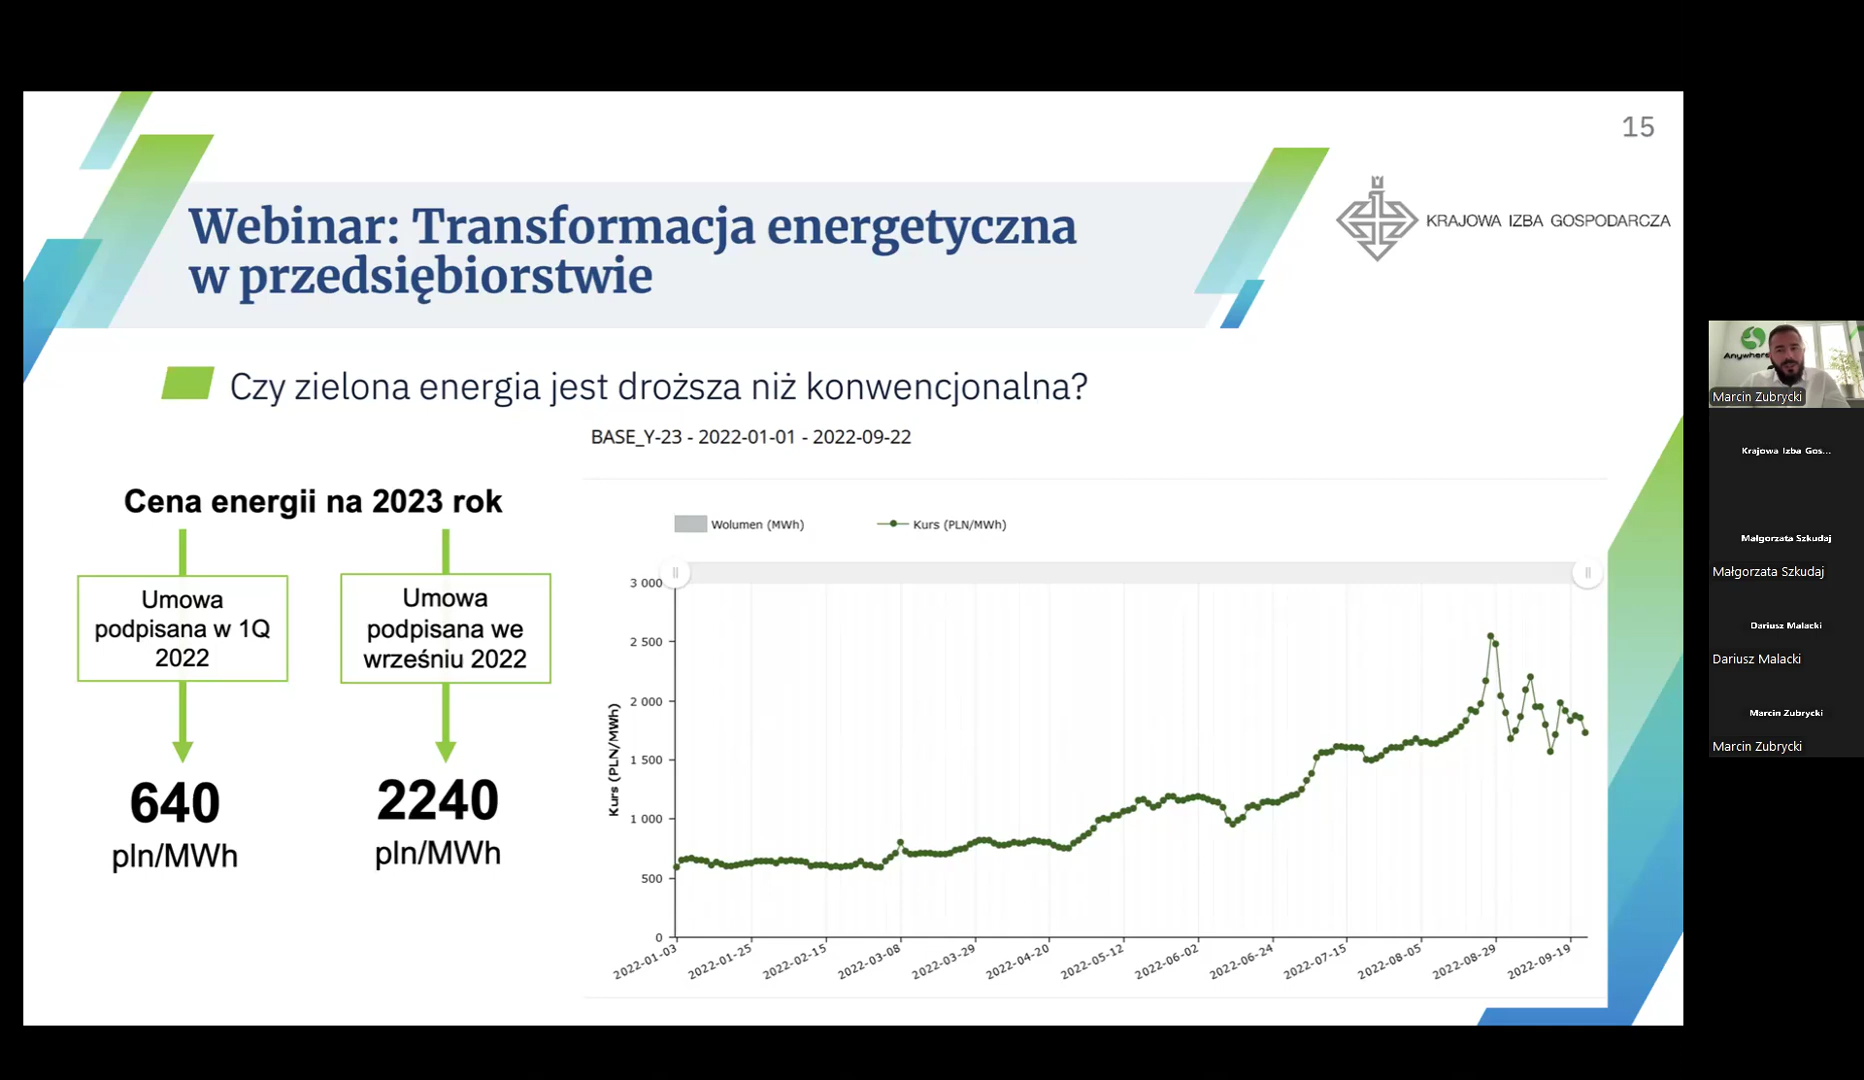 15
Webinar: Transformacja energetyczna
w przedsiębiorstwie
KRAJOWA IZBA GOSPODARCZA
Czy zielona energia jest droższa niż konwencjonalna?
BASE_Y-23 - 2022-01-01 - 2022-09-22
Cena energii na 2023 rok
Umowa
podpisana w 1Q
2022
640
pln/MWh
Umowa
podpisana we
wrześniu 2022
2240
pln/MWh
Wolumen (MWh)
Kurs (PLN/MWh)
Kurs (PLN/MWh)
3 000
2 500
2 000
1 500
1 000
500
0
2022-01-03
2022-01-25
2022-02-15
2022-03-08
2022-03-29
2022-04-20
2022-05-12
2022-06-02
2022-06-24
2022-07-15
2022-08-05
2022-08-29
2022-09-19
Anywhere
Marcin Zubrycki
Krajowa Izba Gos...
Małgorzata Szkudaj
Małgorzata Szkudaj
Dariusz Malacki
Dariusz Malacki
Marcin Zubrycki
Marcin Zubrycki